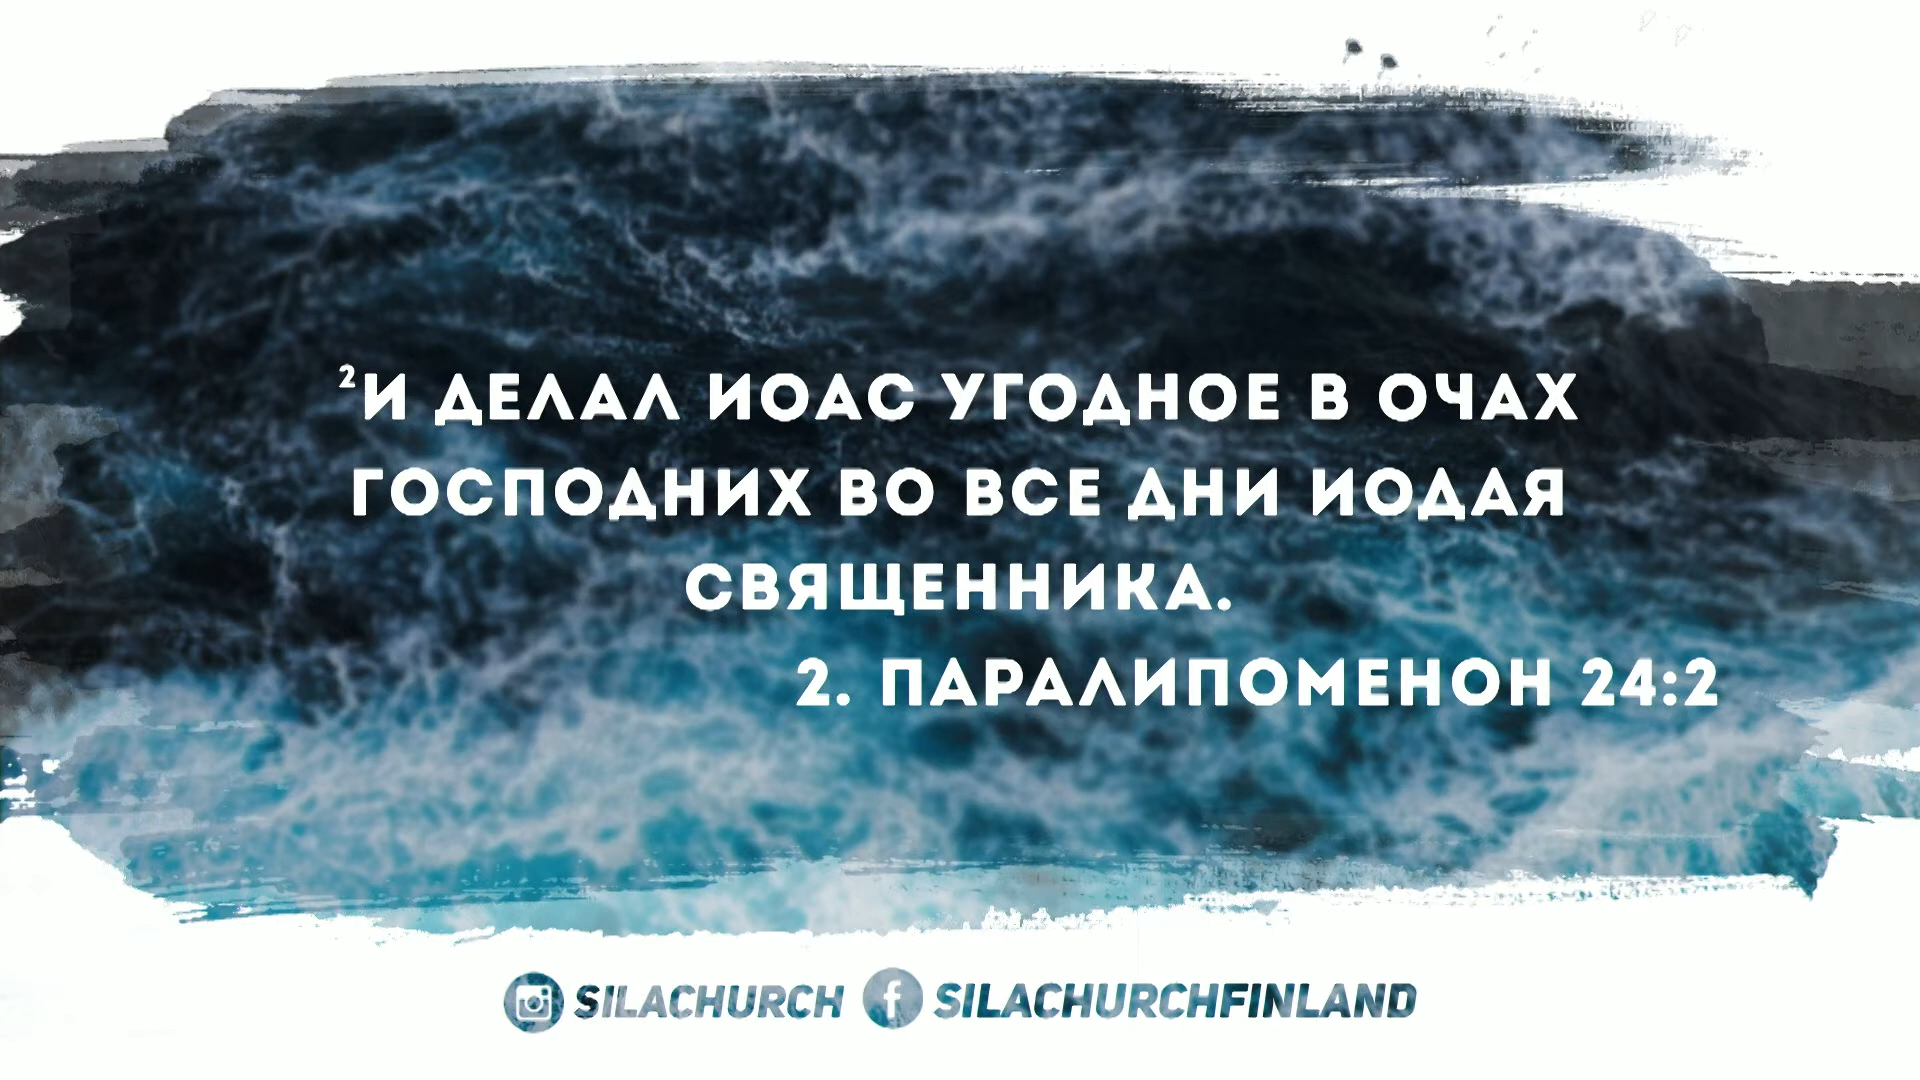 ²И ДЕЛАЛ ИОАС УГОДНОЕ В ОЧАХ
ГОСПОДНИХ ВО ВСЕ ДНИ ИОДАЯ
СВЯЩЕННИКА.
2. ПАРАЛИПОМЕНОН 24:2
SILACHURCH SILACHURCHFINLAND